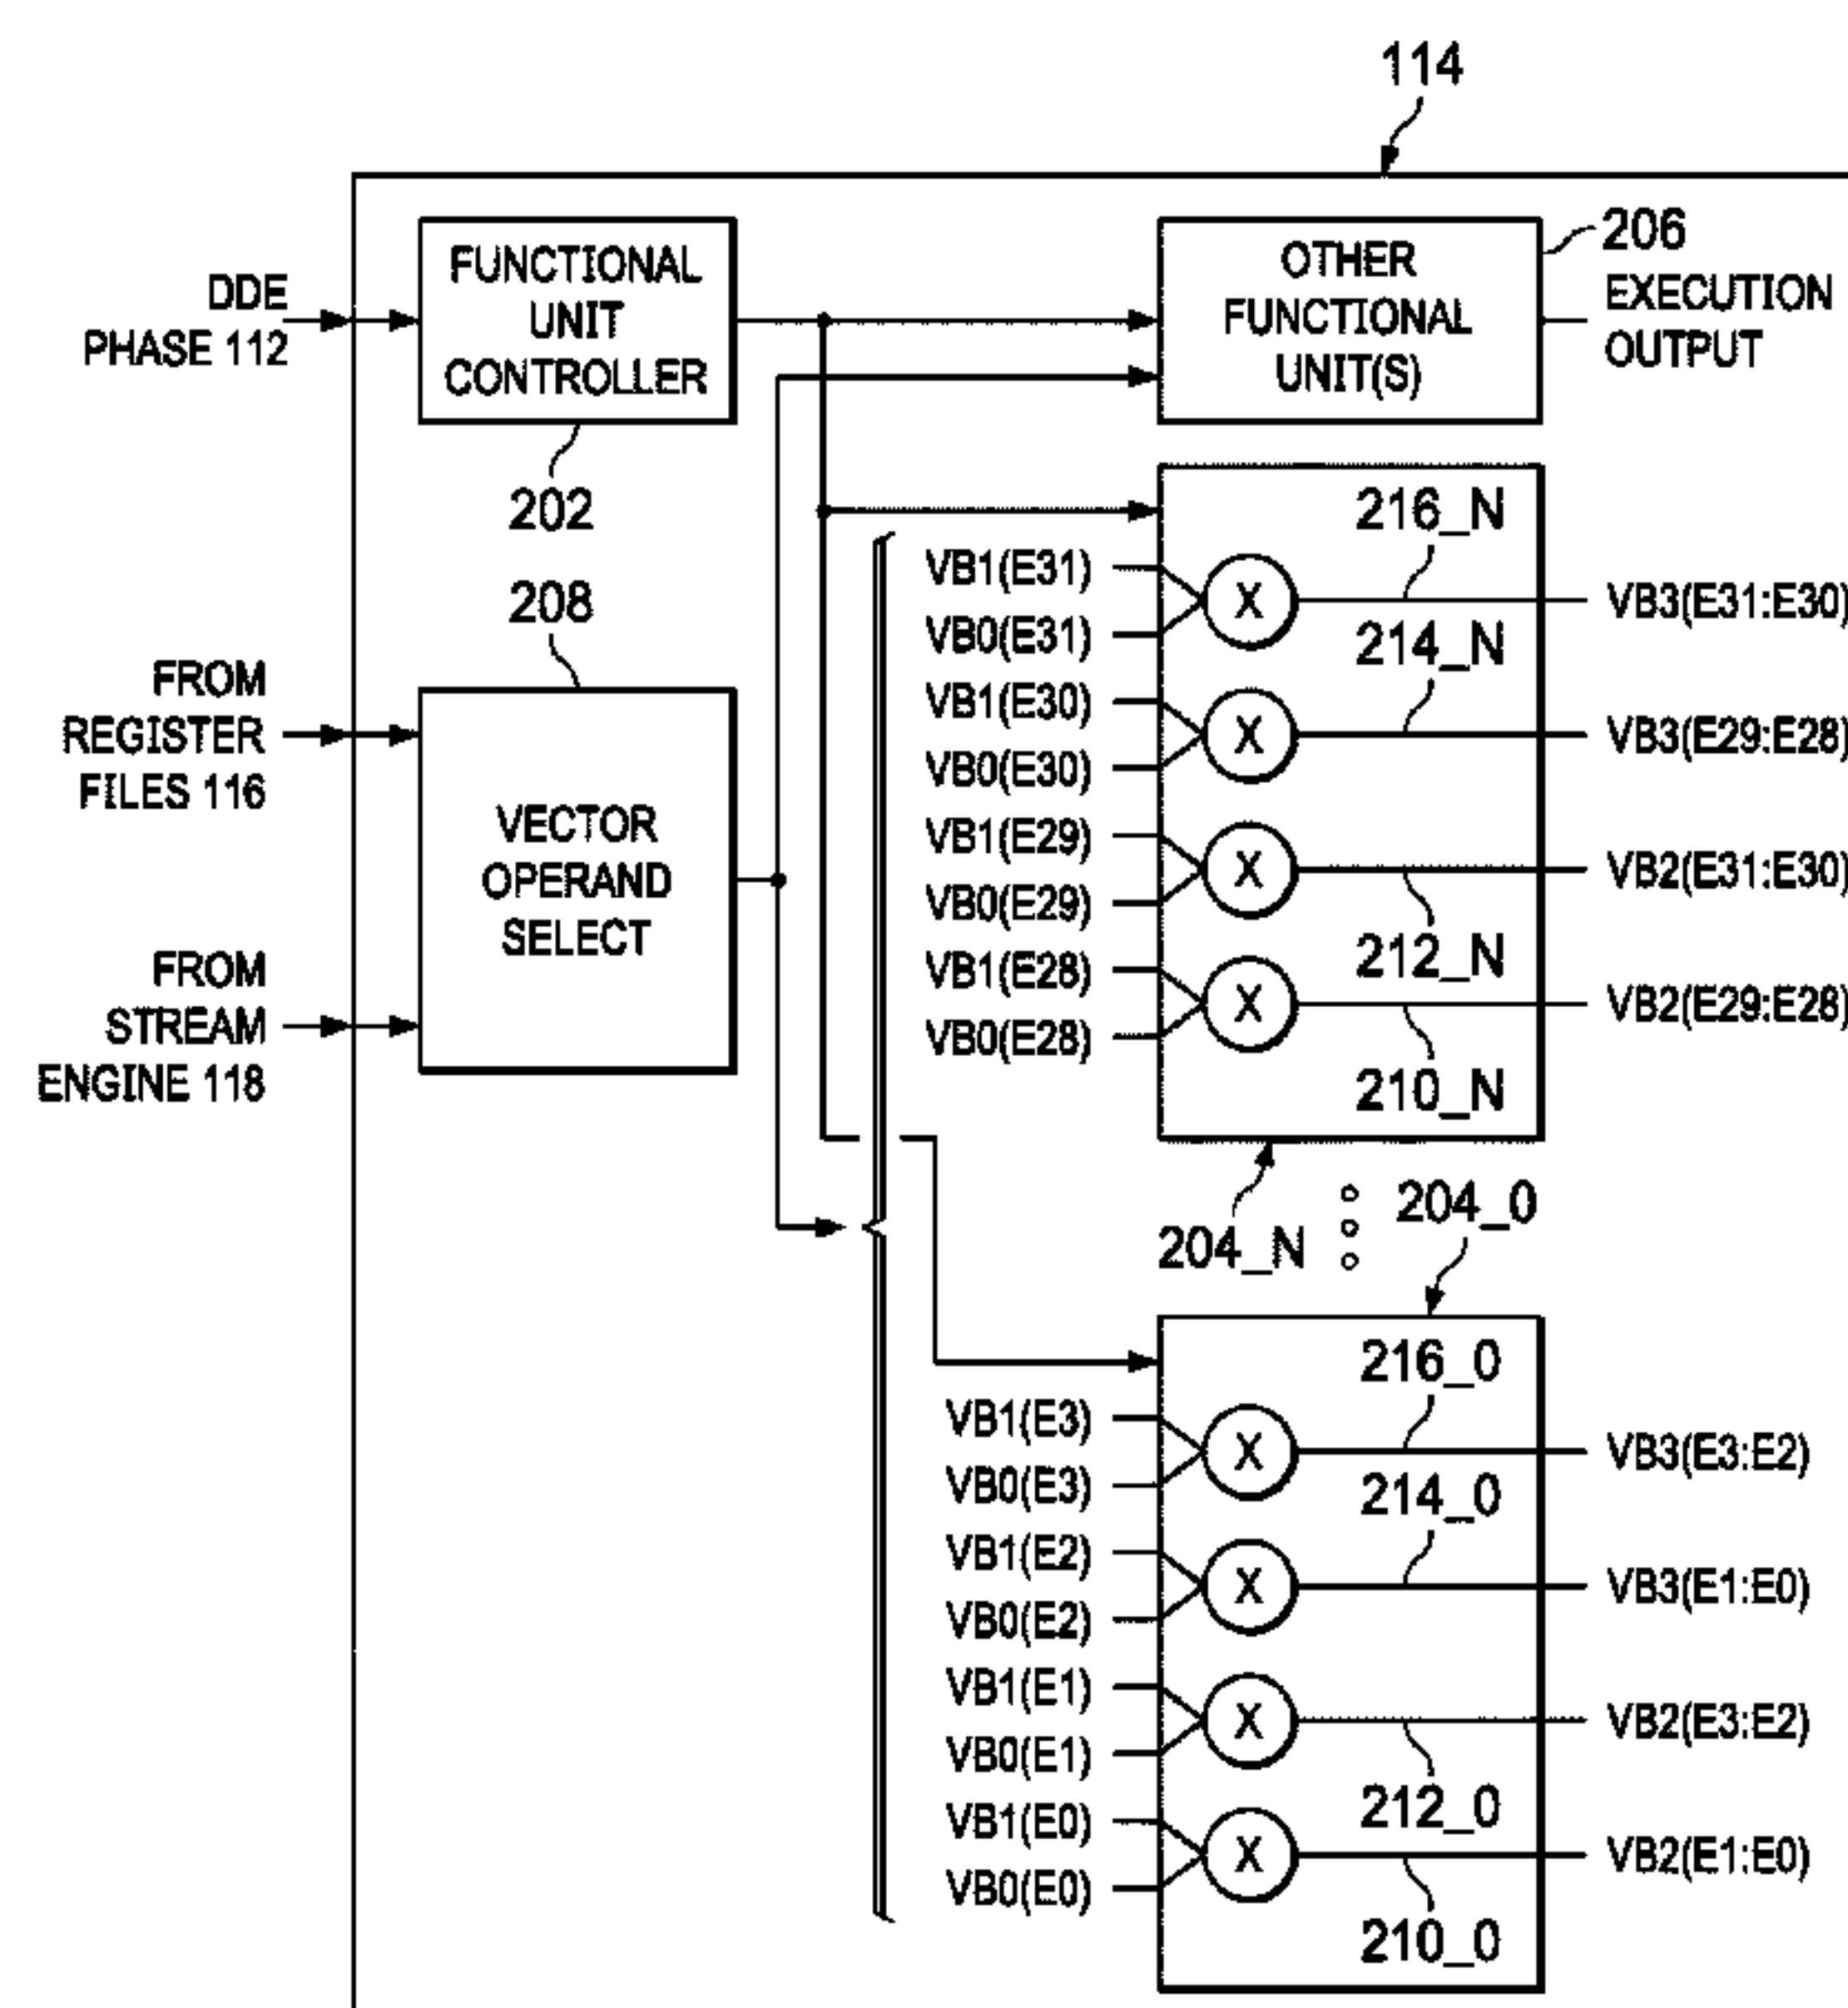 114
FUNCTIONAL
UNIT
CONTROLLER
202
DDE
PHASE 112
OTHER
FUNCTIONAL
UNIT(S)
206
EXECUTION
OUTPUT
208
VECTOR
OPERAND
SELECT
FROM
REGISTER
FILES 116
FROM
STREAM
ENGINE 118
VB1(E31)
VB0(E31)
VB1(E30)
VB0(E30)
VB1(E29)
VB0(E29)
VB1(E28)
VB0(E28)
X
X
X
X
216_N
214_N
212_N
210_N
VB3(E31:E30)
VB3(E29:E28)
VB2(E31:E30)
VB2(E29:E28)
204_N
204_0
VB1(E3)
VB0(E3)
VB1(E2)
VB0(E2)
VB1(E1)
VB0(E1)
VB1(E0)
VB0(E0)
X
X
X
X
216_0
214_0
212_0
210_0
VB3(E3:E2)
VB3(E1:E0)
VB2(E3:E2)
VB2(E1:E0)